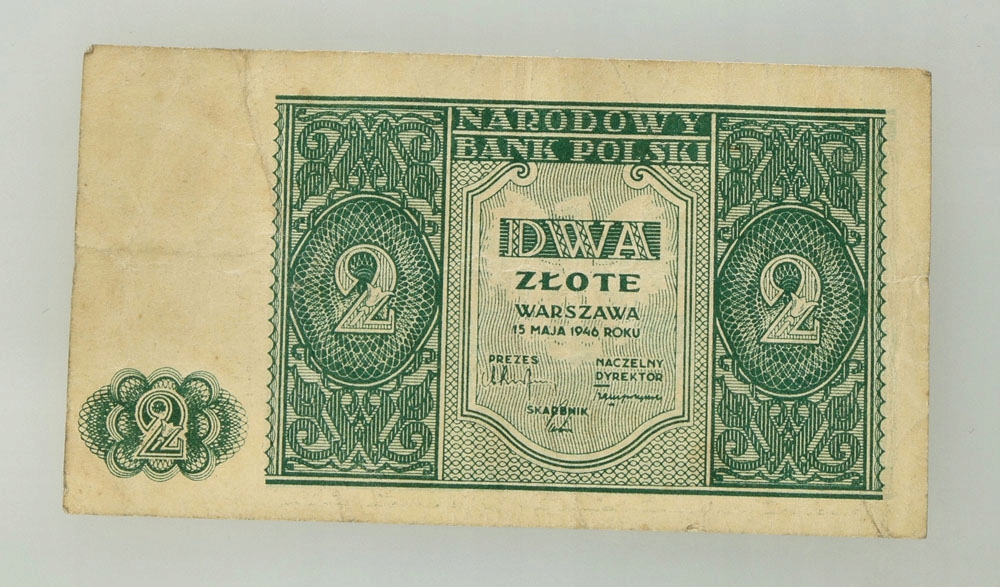 NARODOWY
BANK POLSKI
DWA
ZŁOTE
WARSZAWA
15 MAJA 1946 ROKU
PREZES
NACZELNY
DYREKTOR
SKARBNIK
2
2
2